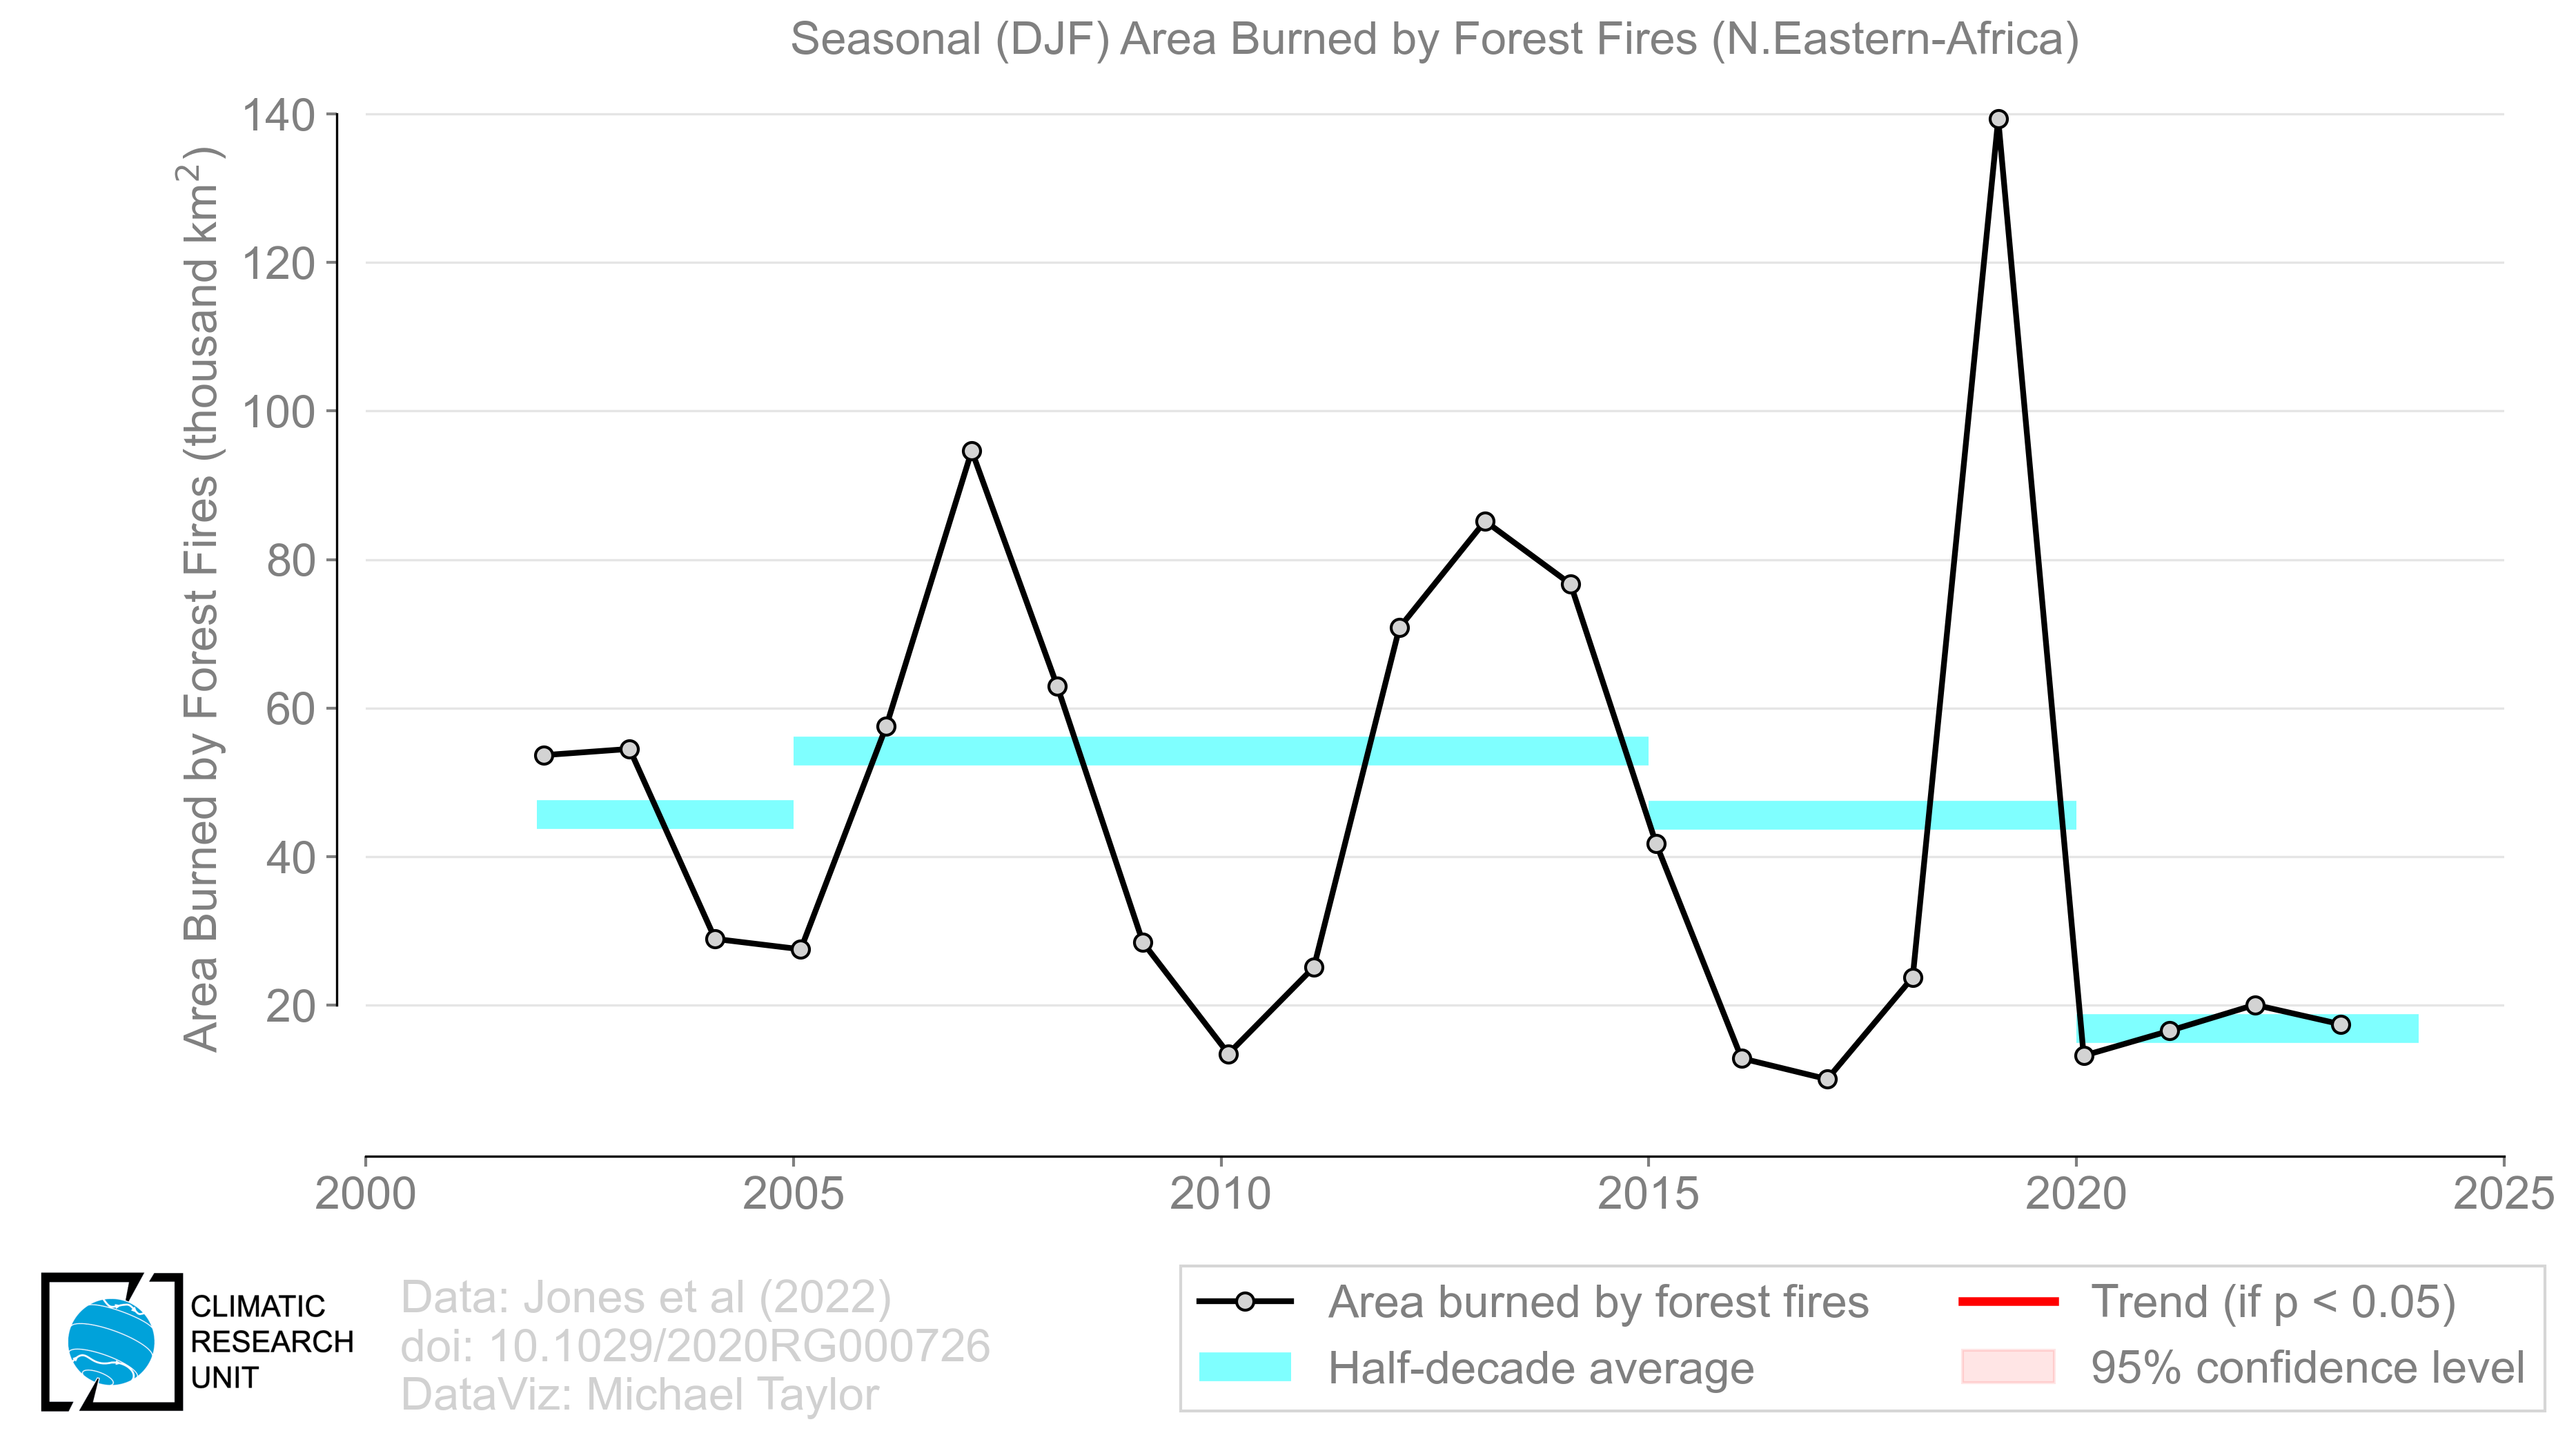 Seasonal (DJF) Area Burned by Forest Fires (N.Eastern-Africa)
Area Burned by Forest Fires (thousand km²)
140
120
100
80
60
40
20
2000
2005
2010
2015
2020
2025
CLIMATIC
RESEARCH
UNIT
Data: Jones et al (2022)
doi: 10.1029/2020RG000726
DataViz: Michael Taylor
Area burned by forest fires
Half-decade average
Trend (if p < 0.05)
95% confidence level